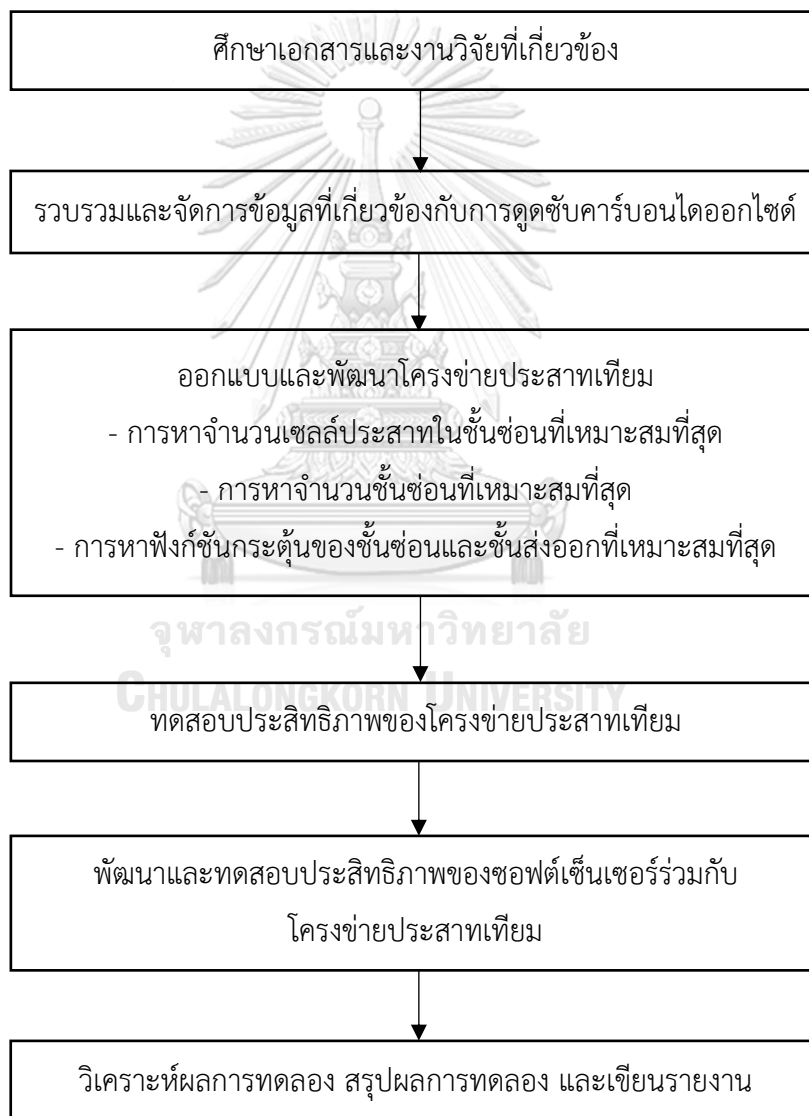 ศึกษาเอกสารและงานวิจัยที่เกี่ยวข้อง
รวบรวมและจัดการข้อมูลที่เกี่ยวข้องกับการดูดซับคาร์บอนไดออกไซด์
ออกแบบและพัฒนาโครงข่ายประสาทเทียม
- การหาจำนวนเซลล์ประสาทในชั้นซ่อนที่เหมาะสมที่สุด
- การหาจำนวนชั้นซ่อนที่เหมาะสมที่สุด
- การหาฟังก์ชันกระตุ้นของชั้นซ่อนและชั้นส่งออกที่เหมาะสมที่สุด
จุฬาลงกรณ์มหาวิทยาลัย
CHULALONGKORN UNIVERSITY
ทดสอบประสิทธิภาพของโครงข่ายประสาทเทียม
พัฒนาและทดสอบประสิทธิภาพของซอฟต์เซ็นเซอร์ร่วมกับ
โครงข่ายประสาทเทียม
วิเคราะห์ผลการทดลอง สรุปผลการทดลอง และเขียนรายงาน